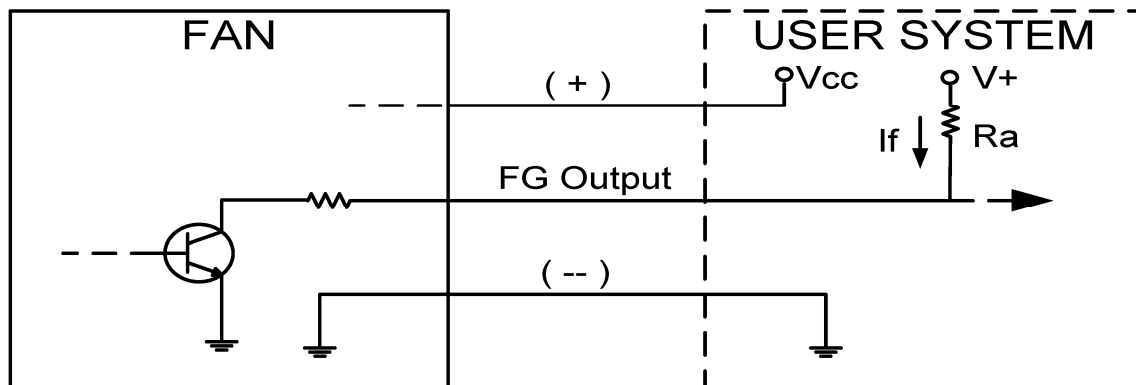 FAN
USER SYSTEM
( + )
Vcc
V+
If
Ra
FG Output
( -- )